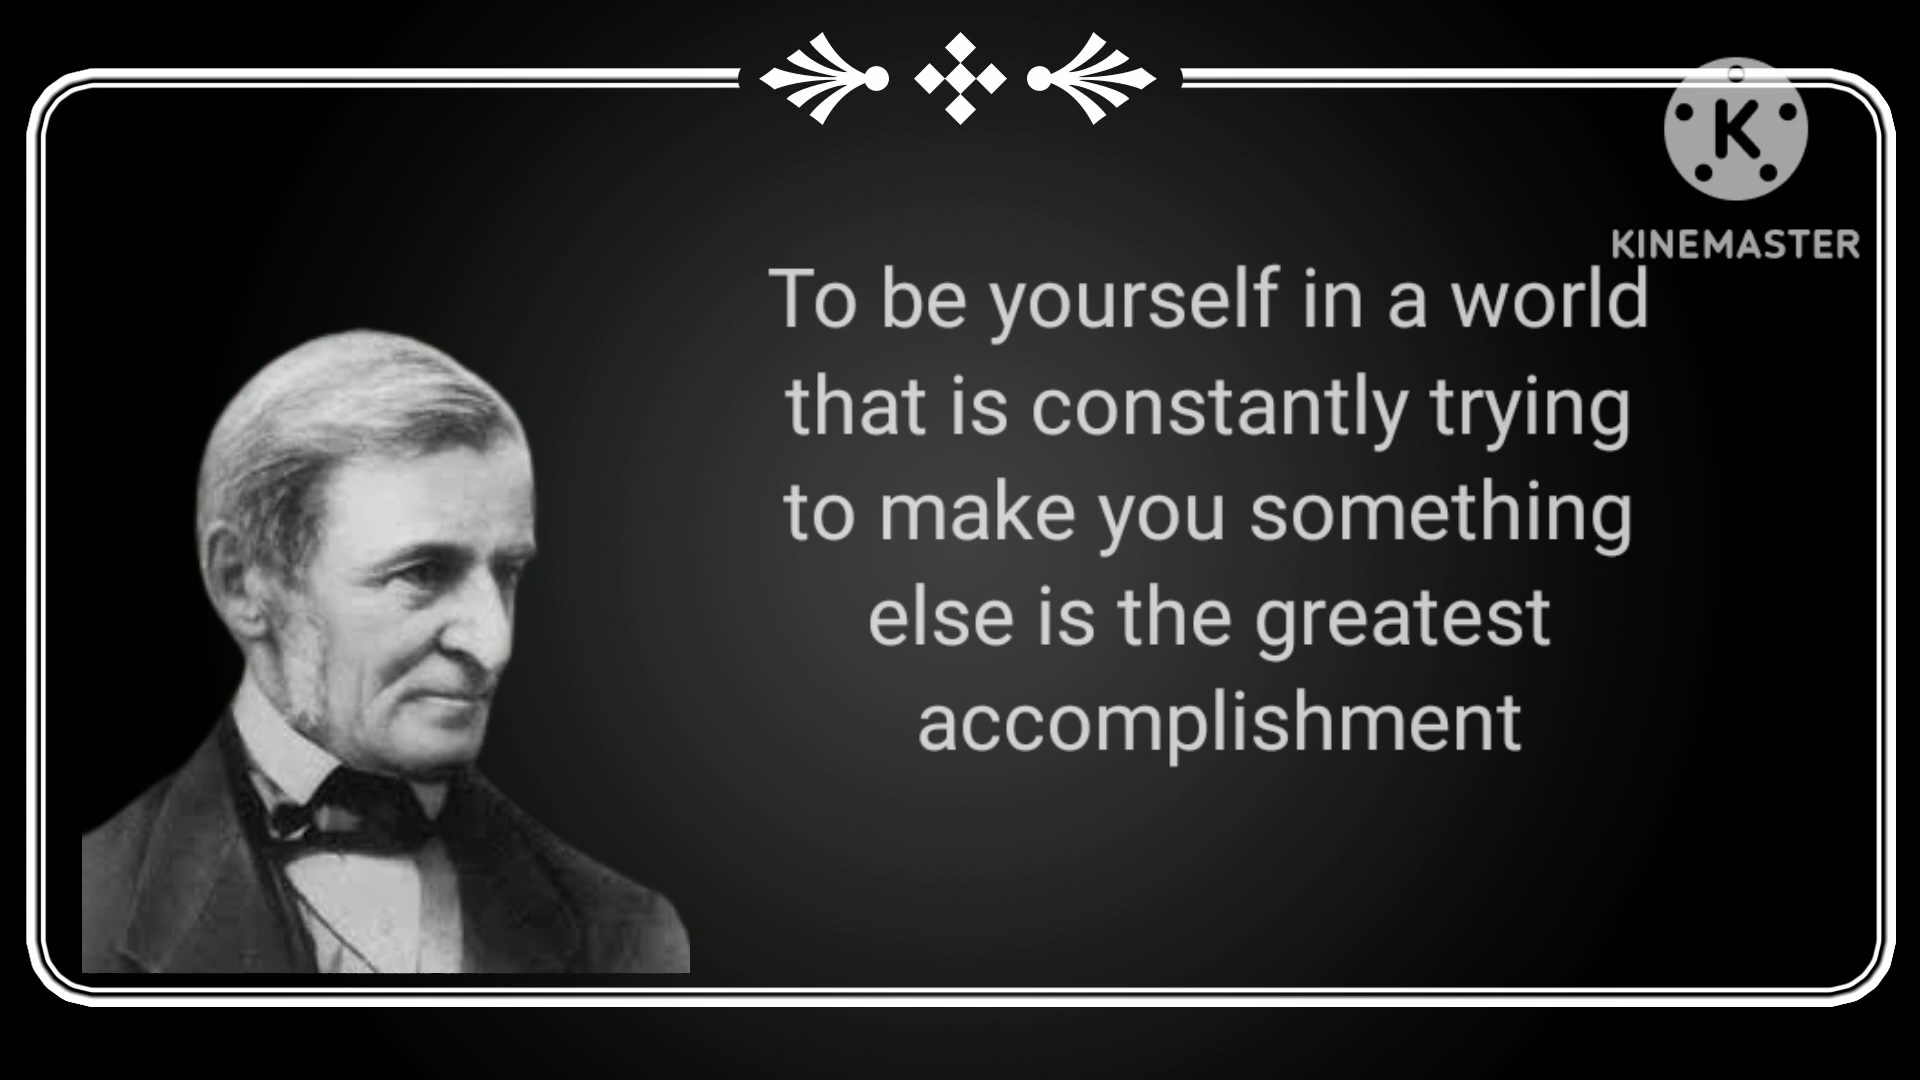 K
KINEMASTER
To be yourself in a world
that is constantly trying
to make you something
else is the greatest
accomplishment